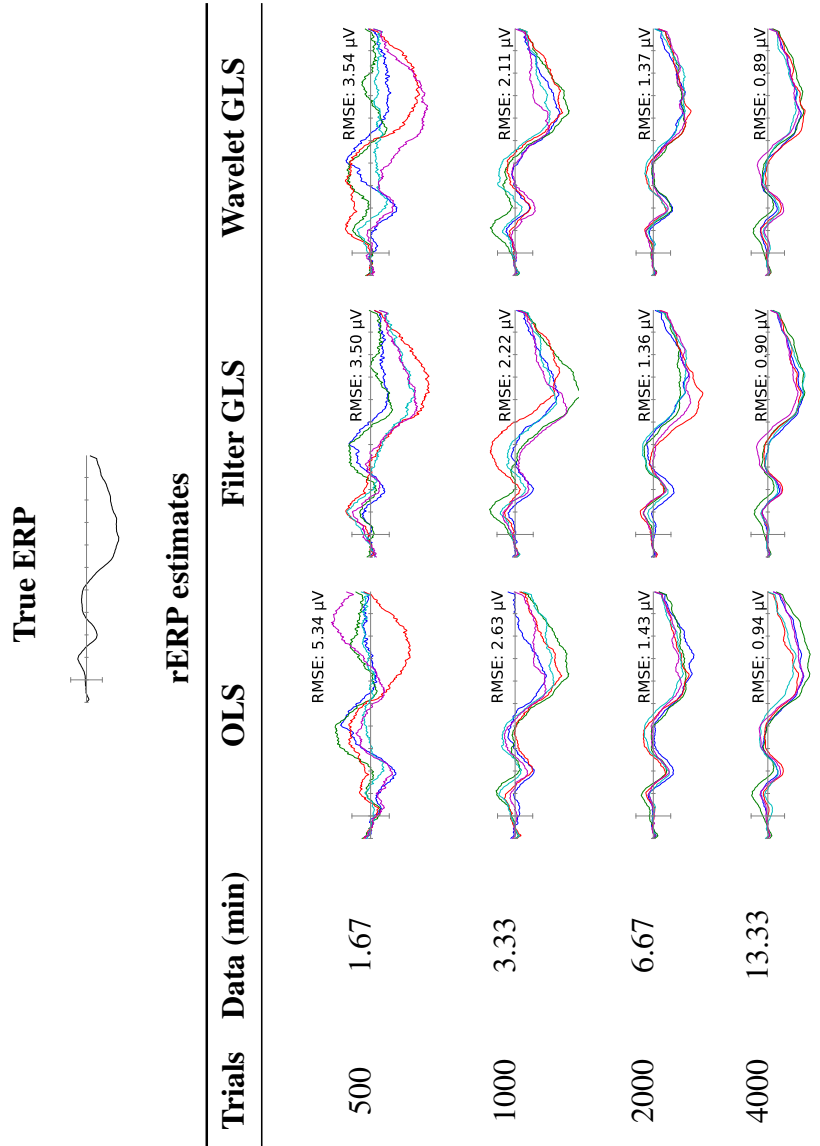 True ERP
rERP estimates
Trials Data (min) OLS Filter GLS Wavelet GLS
500 1.67 RMSE: 5.34 µV RMSE: 3.50 µV RMSE: 3.54 µV
1000 3.33 RMSE: 2.63 µV RMSE: 2.22 µV RMSE: 2.11 µV
2000 6.67 RMSE: 1.43 µV RMSE: 1.36 µV RMSE: 1.37 µV
4000 13.33 RMSE: 0.94 µV RMSE: 0.90 µV RMSE: 0.89 µV